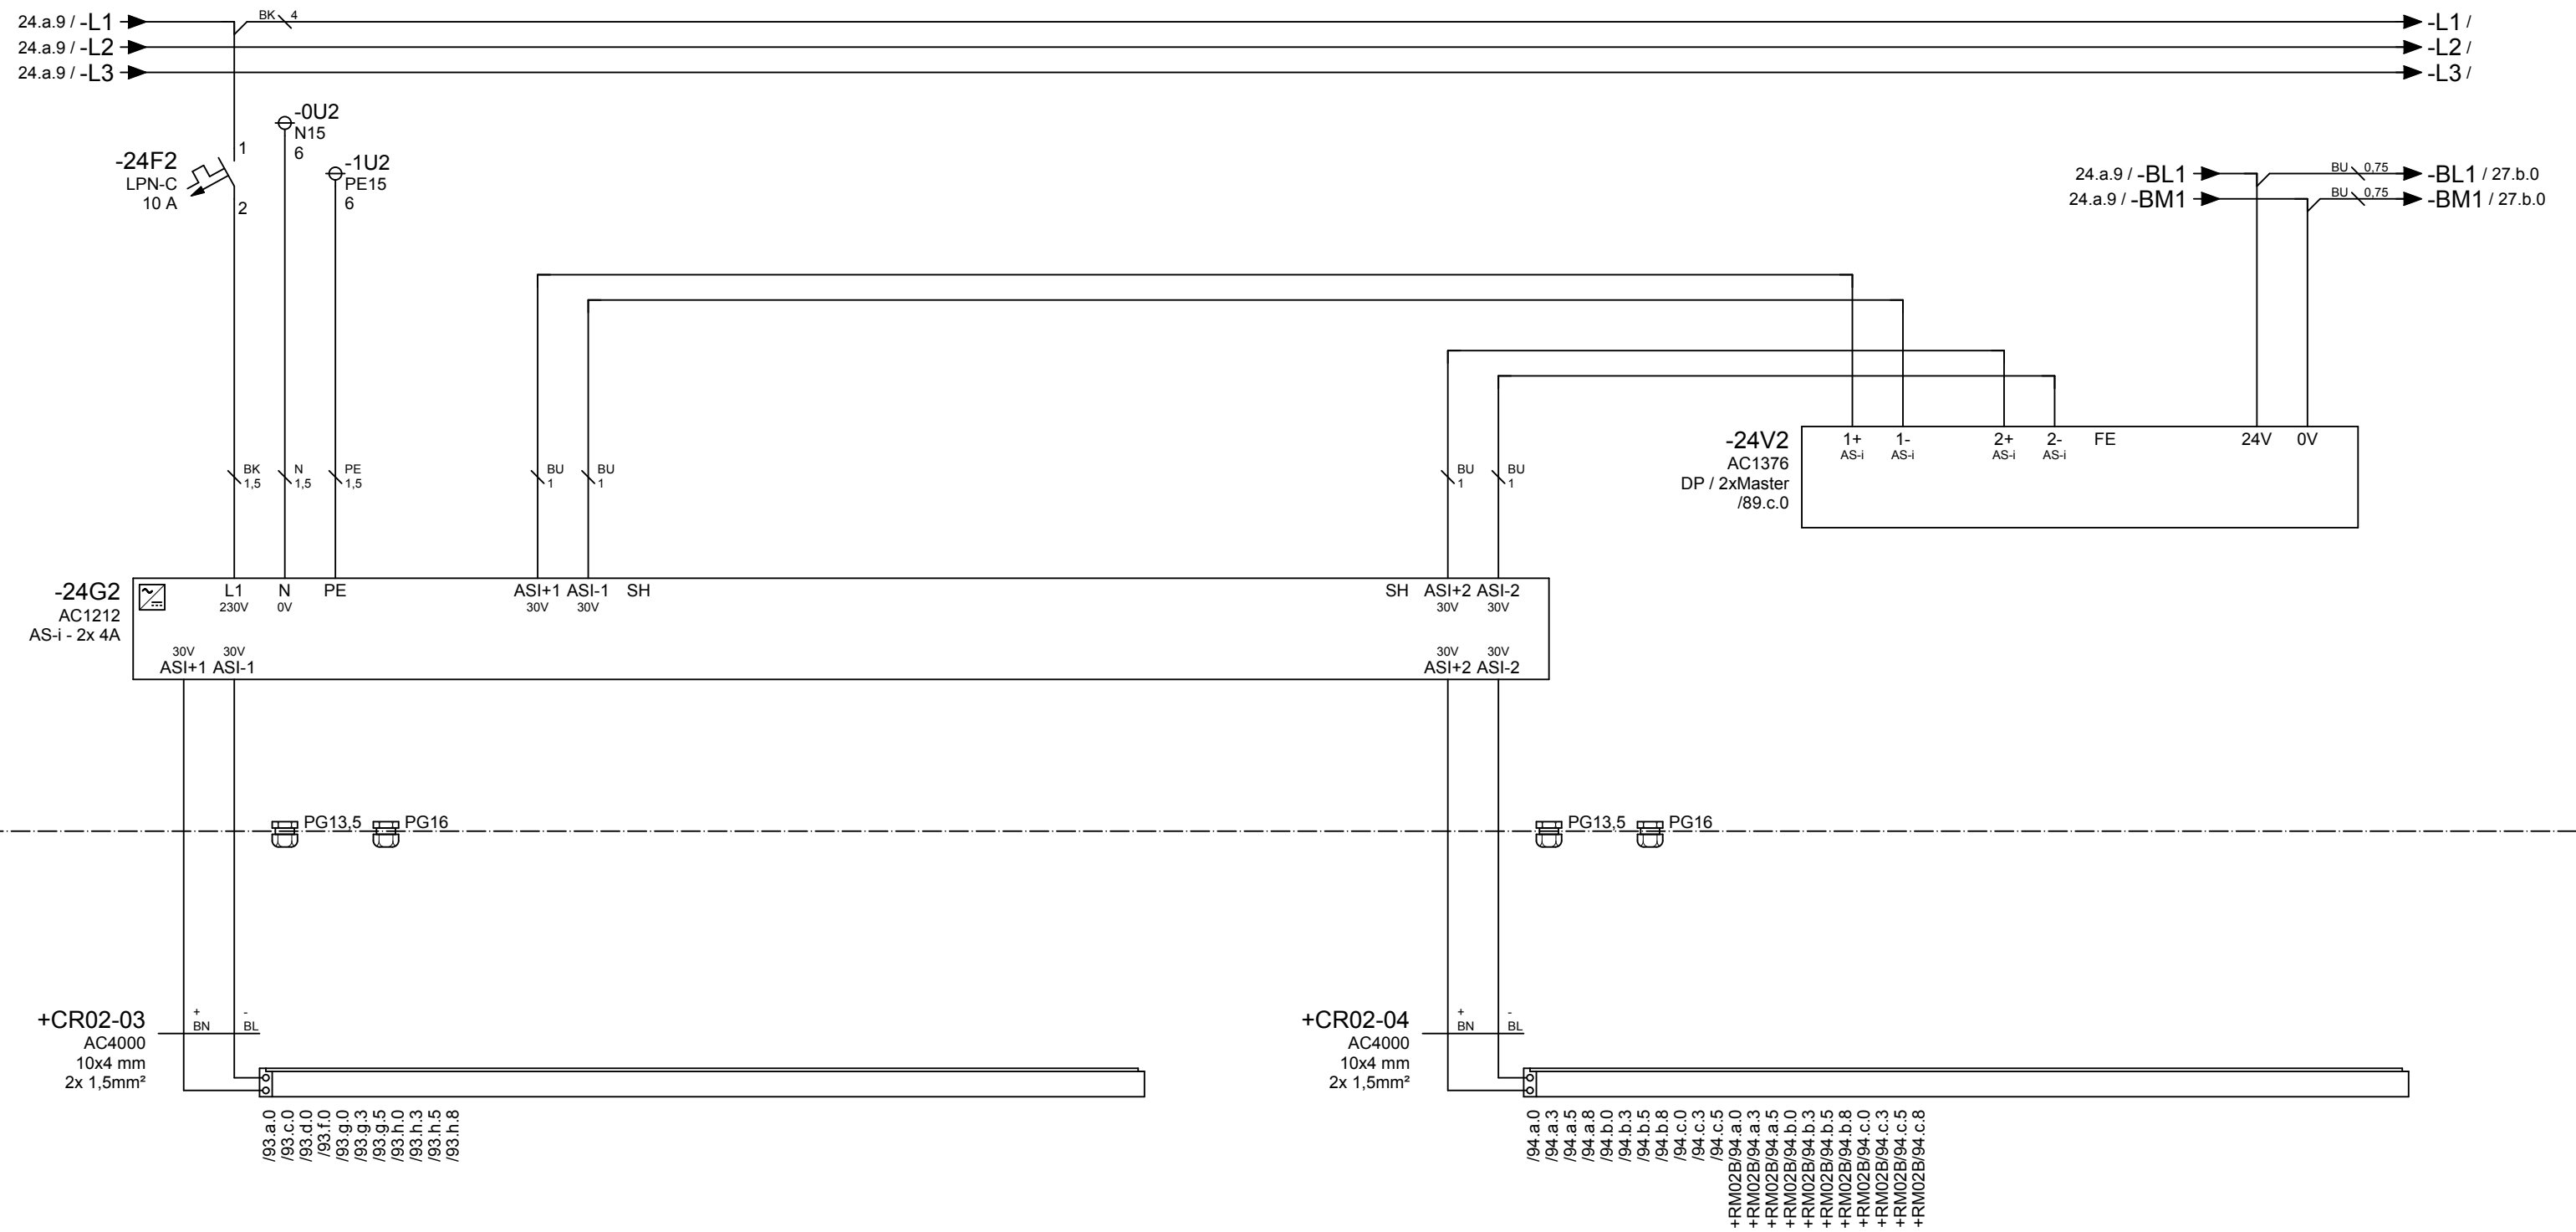 24.a.9 / -L1
BK 4
-L1 /
24.a.9 / -L2
-L2 /
24.a.9 / -L3
-L3 /
-0U2
N15
6
-1U2
PE15
6
-24F2
LPN-C
10 A
1
2
24.a.9 / -BL1
BU 0,75
-BL1 / 27.b.0
24.a.9 / -BM1
BU 0,75
-BM1 / 27.b.0
BK
1,5
N
1,5
PE
1,5
BU
1
BU
1
BU
1
BU
1
-24V2
AC1376
DP / 2xMaster
/89.c.0
1+ 1- 2+ 2- FE 24V 0V
AS-i AS-i AS-i AS-i
-24G2
AC1212
AS-i - 2x 4A
L1 N PE ASI+1 ASI-1 SH SH ASI+2 ASI-2
230V 0V 30V 30V 30V 30V
30V 30V 30V 30V
ASI+1 ASI-1 ASI+2 ASI-2
PG13,5 PG16 PG13,5 PG16
+CR02-03
AC4000
10x4 mm
2x 1,5mm²
+ -
BN BL
+CR02-04
AC4000
10x4 mm
2x 1,5mm²
+ -
BN BL
/93.a.0
/93.c.0
/93.d.0
/93.f.0
/93.g.0
/93.g.3
/93.g.5
/93.h.0
/93.h.3
/93.h.5
/93.h.8
/94.a.0
/94.a.3
/94.a.5
/94.a.8
/94.b.0
/94.b.3
/94.b.5
/94.b.8
/94.c.0
/94.c.3
/94.c.5
+RM02B/94.a.0
+RM02B/94.a.3
+RM02B/94.a.5
+RM02B/94.b.0
+RM02B/94.b.3
+RM02B/94.b.5
+RM02B/94.b.8
+RM02B/94.c.0
+RM02B/94.c.3
+RM02B/94.c.5
+RM02B/94.c.8